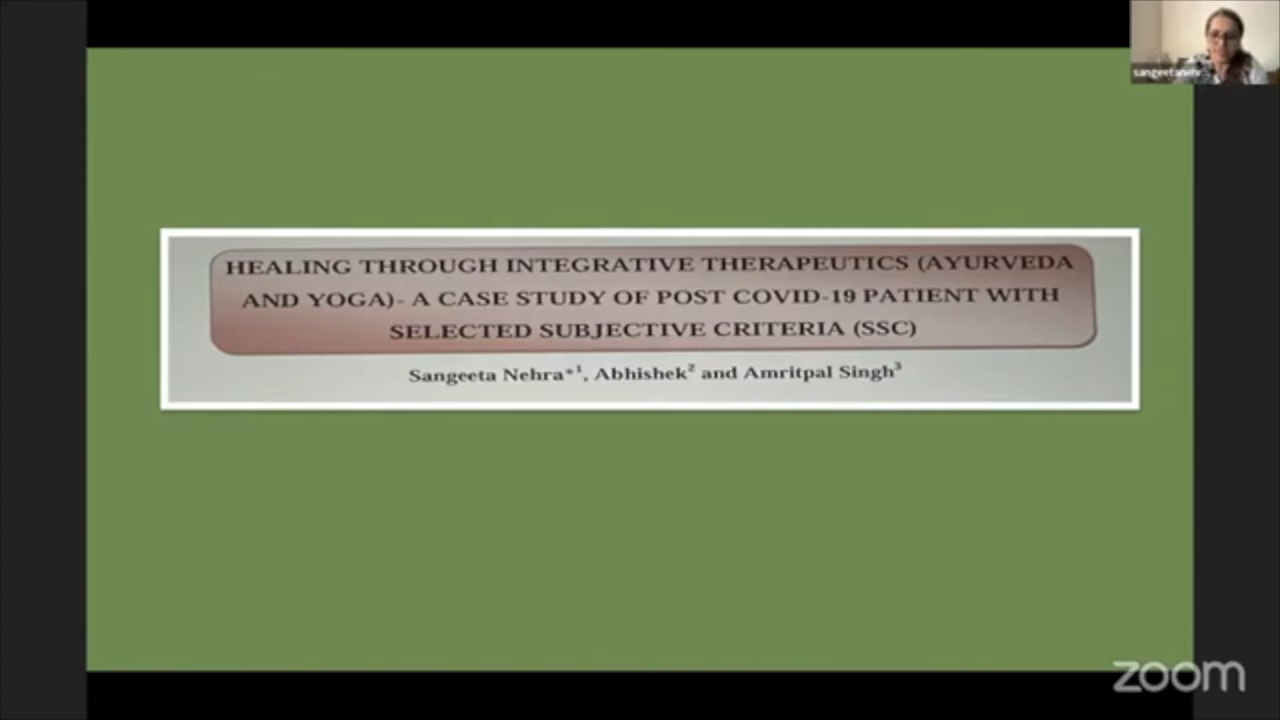 sangeetanehr
HEALING THROUGH INTEGRATIVE THERAPEUTICS (AYURVEDA
AND YOGA)- A CASE STUDY OF POST COVID-19 PATIENT WITH
SELECTED SUBJECTIVE CRITERIA (SSC)
Sangeeta Nehra*¹, Abhishek² and Amritpal Singh³
zoom